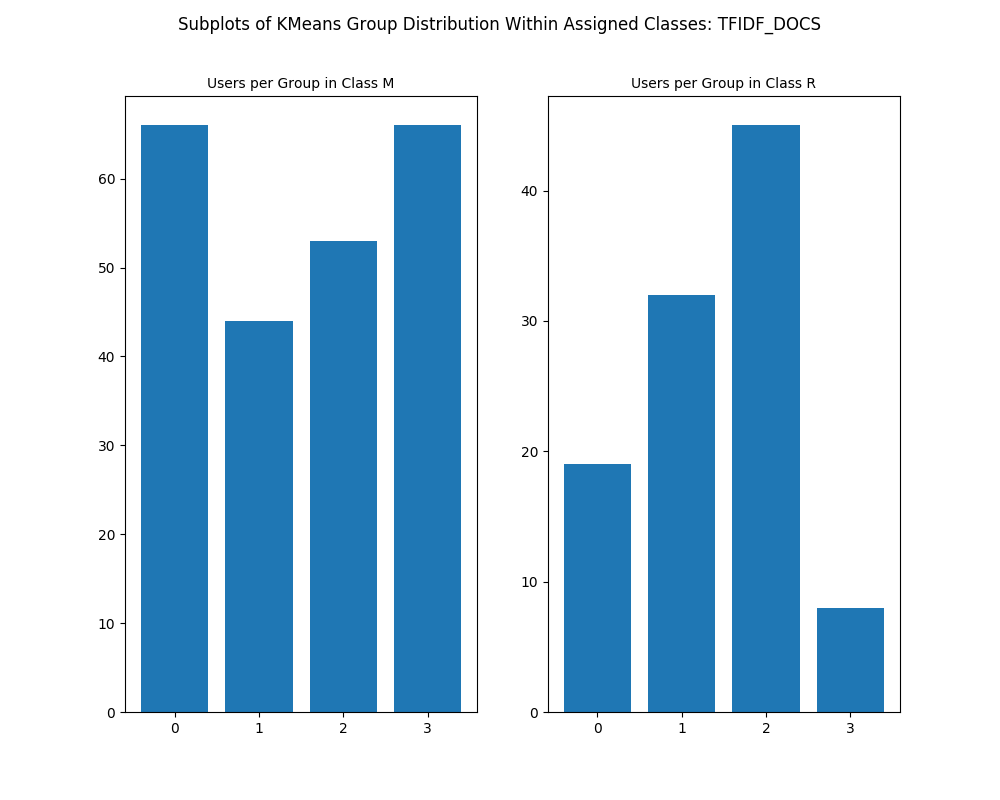 Subplots of KMeans Group Distribution Within Assigned Classes: TFIDF_DOCS
Users per Group in Class M
60
50
40
30
20
10
0
0 1 2 3
Users per Group in Class R
40
30
20
10
0
0 1 2 3